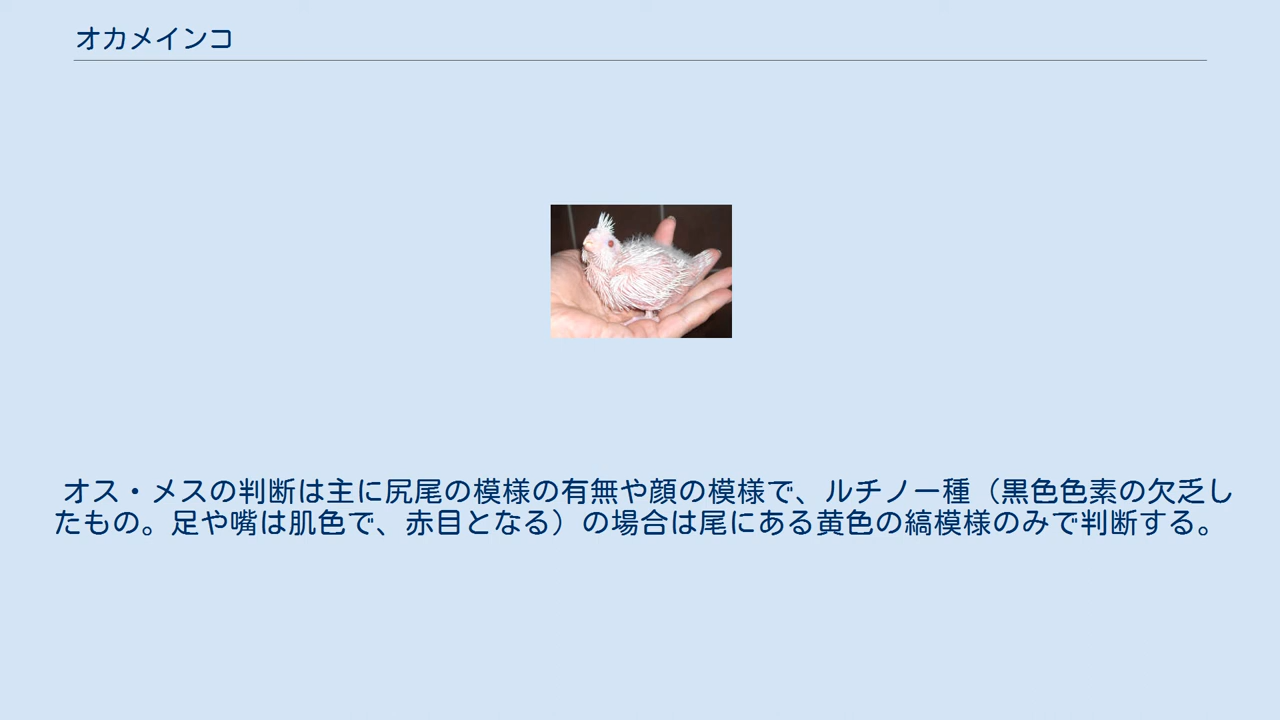 オカメインコ
オス・メスの判断は主に尻尾の模様の有無や顔の模様で、ルチノー種（黒色色素の欠乏し
たもの。足や嘴は肌色で、赤目となる）の場合は尾にある黄色の縞模様のみで判断する。